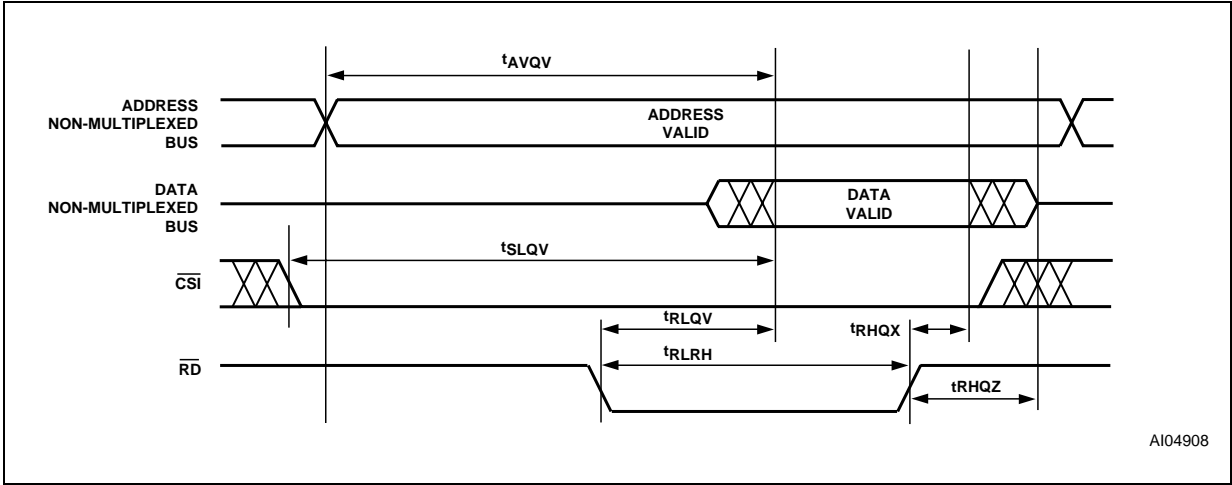 tAVQV
ADDRESS
NON-MULTIPLEXED
BUS
ADDRESS
VALID
DATA
NON-MULTIPLEXED
BUS
DATA
VALID
tSLQV
CSI
tRLQV
tRHQX
tRLRH
RD
tRHQZ
AI04908